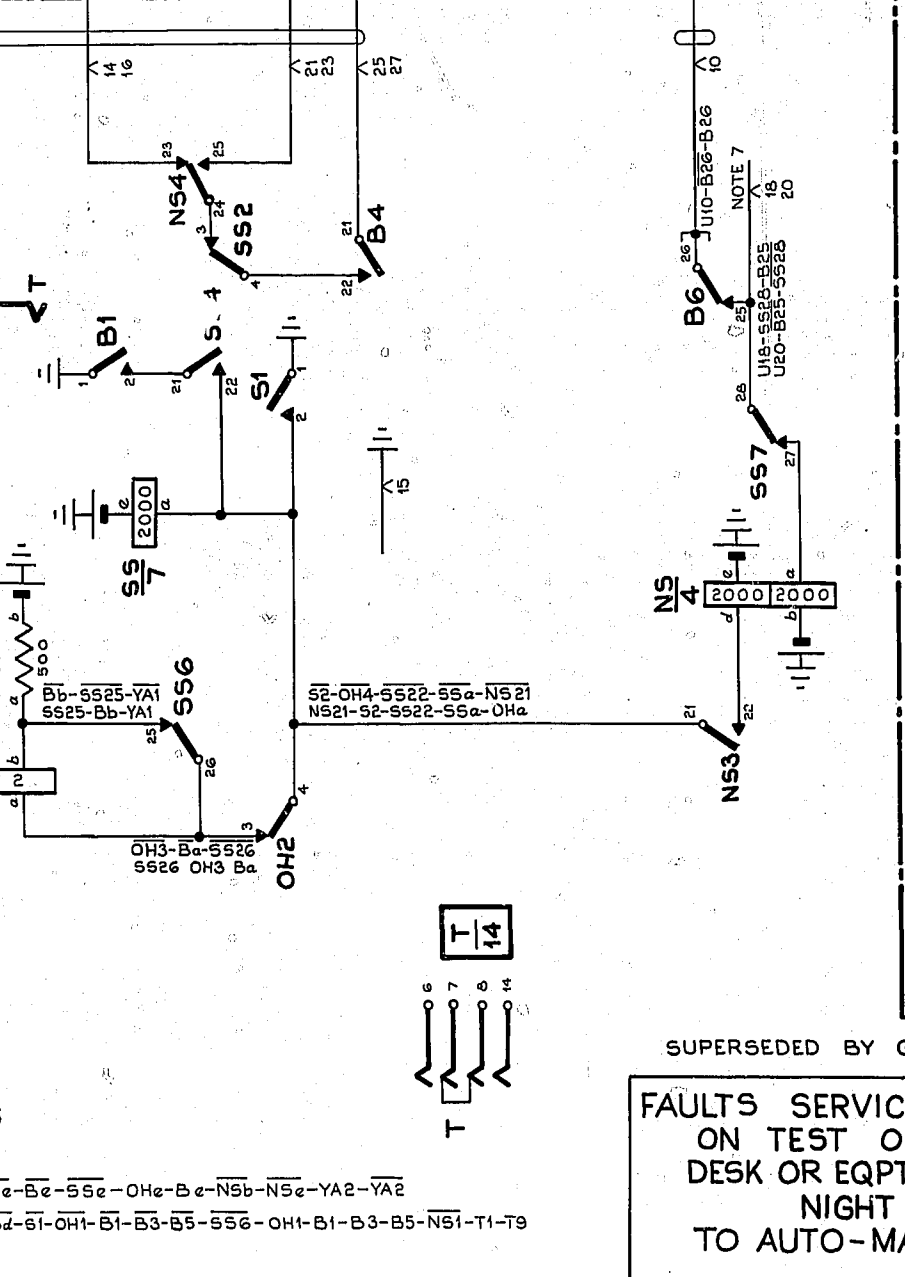 14
16
21
23
25
27
10
23
25
NS4
24
3
SS2
4
21
22
B4
U10-B26-B26
NOTE 7
18
20
26
B6
25
U18-SS28-B25
U20-B25-SS28
T
B1
1
2
21
22
S1
1
2
15
28
SS7
27
e
2000
a
SS
7
b
500
a
Bb-SS25-YA1
SS25-Bb-YA1
SS6
25
26
b
2
a
OH3-Ba-SS26
SS26 OH3 Ba
3
4
OH2
S2-OH4-SS22-SSa-NS21
NS21-S2-SS22-SSa-OHa
NS
4
e
2000
d
a
2000
b
21
22
NS3
T
14
6
7
8
14
T
SUPERSEDED BY
FAULTS SERVIC
ON TEST O
DESK OR EQPT
NIGHT
TO AUTO-MA
e-Be-SSe-OHe-Be-NSb-NSe-YA2-YA2
d-S1-OH1-B1-B3-B5-SS6-OH1-B1-B3-B5-NS1-T1-T9